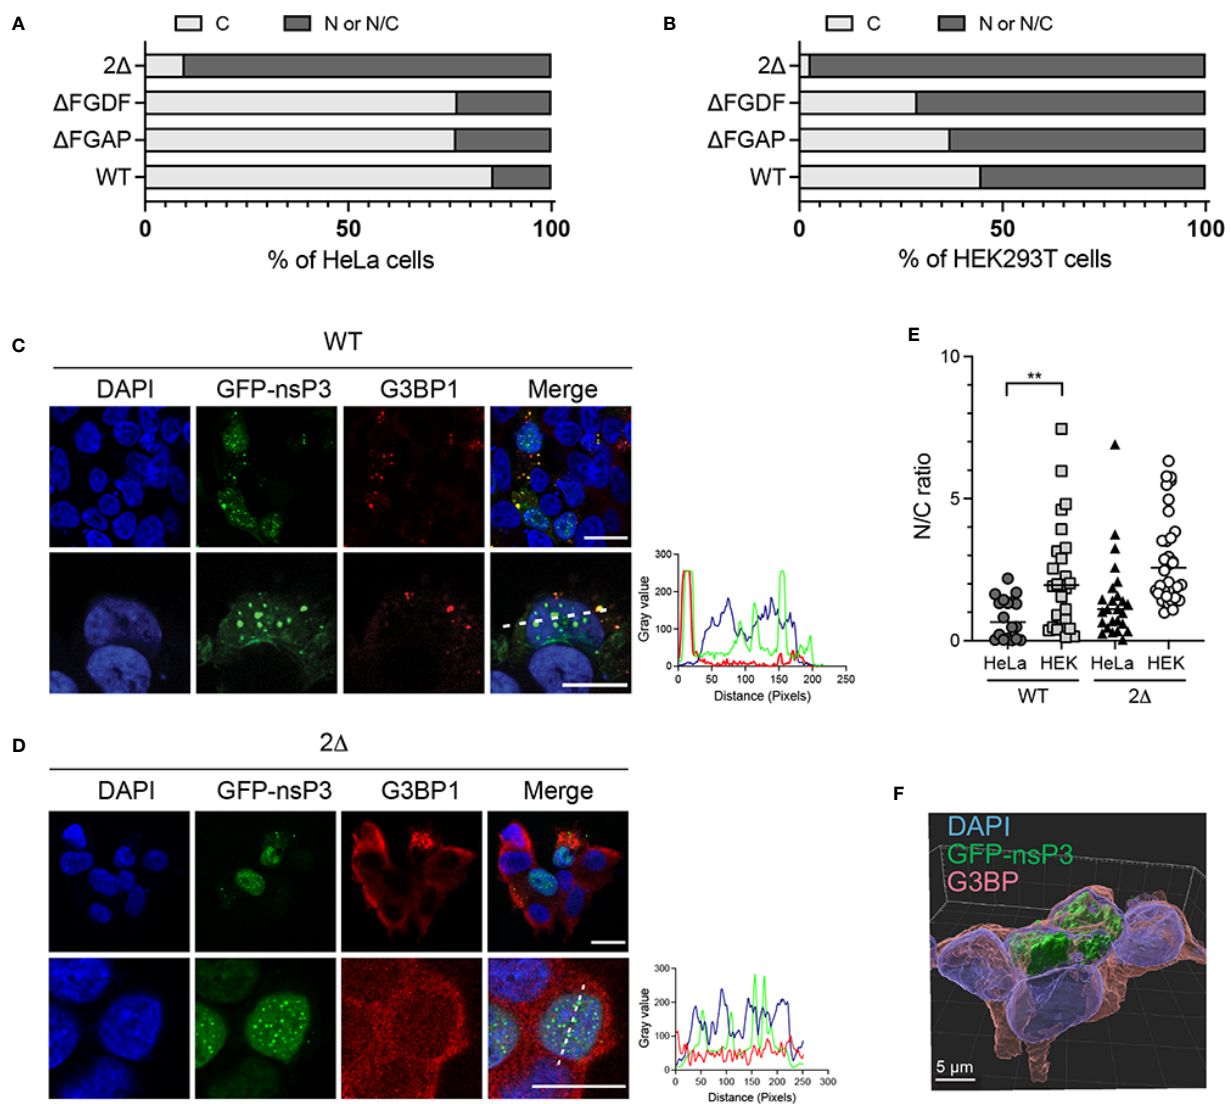 A
C
N or N/C
2Δ
ΔFGDF
ΔFGAP
WT
0
50
100
% of HeLa cells
B
C
N or N/C
2Δ
ΔFGDF
ΔFGAP
WT
0
50
100
% of HEK293T cells
C
WT
DAPI
GFP-nsP3
G3BP1
Merge
300
200
100
0
Gray value
0
50
100
150
200
250
Distance (Pixels)
D
2Δ
DAPI
GFP-nsP3
G3BP1
Merge
300
200
100
0
Gray value
0
50
100
150
200
250
300
Distance (Pixels)
E
10
5
0
N/C ratio
**
HeLa
HEK
HeLa
HEK
WT
2Δ
F
DAPI
GFP-nsP3
G3BP
5 µm